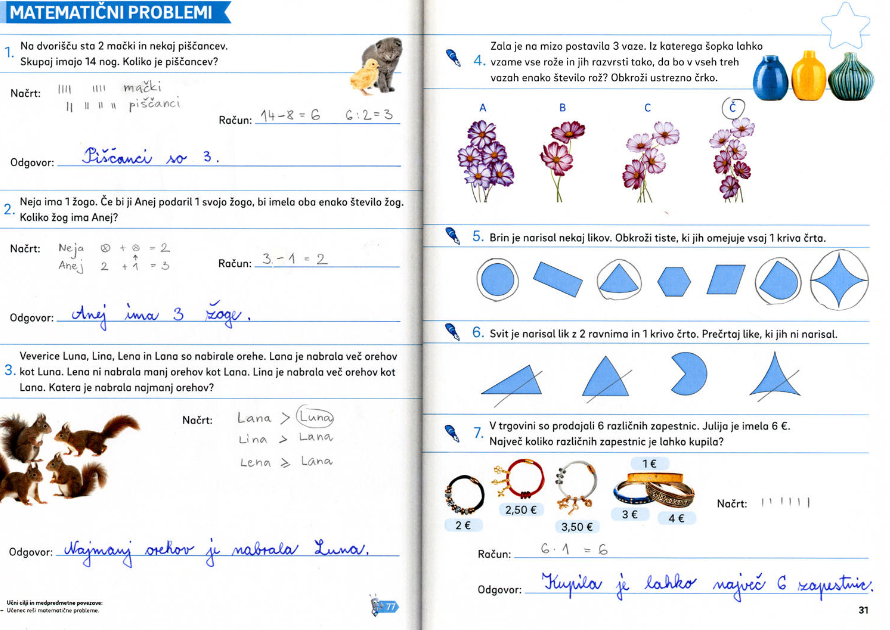 MATEMATIČNI PROBLEMI
1. Na dvorišču sta 2 mački in nekaj piščancev.
Skupaj imajo 14 nog. Koliko je piščancev?
Načrt: |||| |||| mački
|| || || || piščanci
Račun: 14-8=6 6:2=3
Odgovor: Piščanci so 3.
2. Neja ima 1 žogo. Če bi ji Anej podaril 1 svojo žogo, bi imela oba enako število žog.
Koliko žog ima Anej?
Načrt: Neja ⊗ + ⊗ = 2
Anej 2 + 1 = 3
Račun: 3.-1 = 2
Odgovor: Anej ima 3 žoge.
3. Veverice Luna, Lina, Lena in Lana so nabirale orehe. Lana je nabrala več orehov
kot Luna. Lena ni nabrala manj orehov kot Lana. Lina je nabrala več orehov kot
Lana. Katera je nabrala najmanj orehov?
Načrt: Lana > Luna
Lina > Lana
Lena ⩾ Lana
Odgovor: Najmanj orehov je nabrala Luna.
Učni cilji in medpredmetne povezave:
– Učenec reši matematične probleme.
77
4. Zala je na mizo postavila 3 vaze. Iz katerega šopka lahko
vzame vse rože in jih razvrsti tako, da bo v vseh treh
vazah enako število rož? Obkroži ustrezno črko.
A B C Č
5. Brin je narisal nekaj likov. Obkroži tiste, ki jih omejuje vsaj 1 kriva črta.
6. Svit je narisal lik z 2 ravnima in 1 krivo črto. Prečrtaj like, ki jih ni narisal.
7. V trgovini so prodajali 6 različnih zapestnic. Julija je imela 6 €.
Največ koliko različnih zapestnic je lahko kupila?
2 €
2,50 €
3,50 €
1 €
3 €
4 €
Načrt: | | | | | |
Račun: 6·1 = 6
Odgovor: Kupila je lahko največ 6 zapestnic.
31